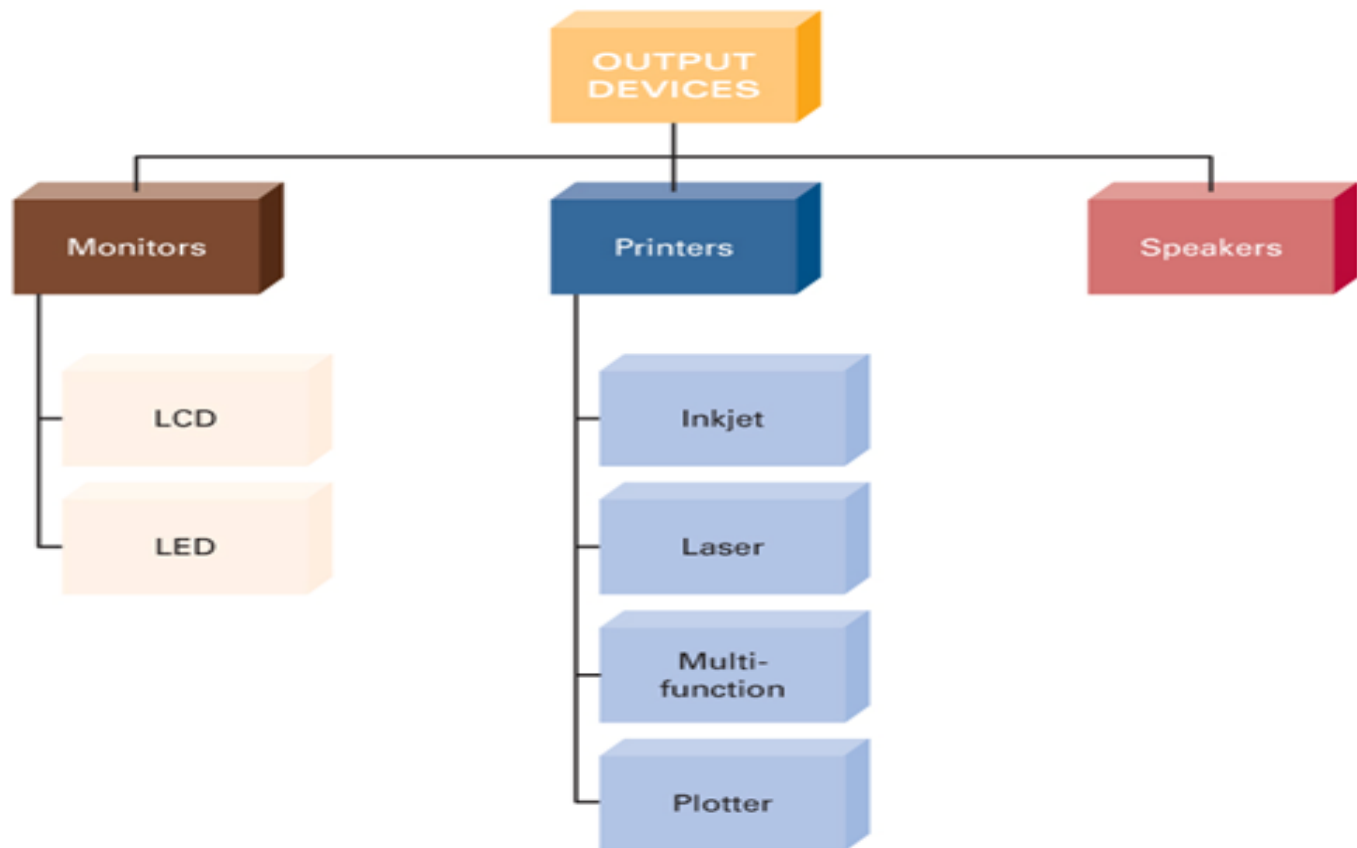 OUTPUT
DEVICES
Monitors
Printers
Speakers
LCD
LED
Inkjet
Laser
Multi-
function
Plotter